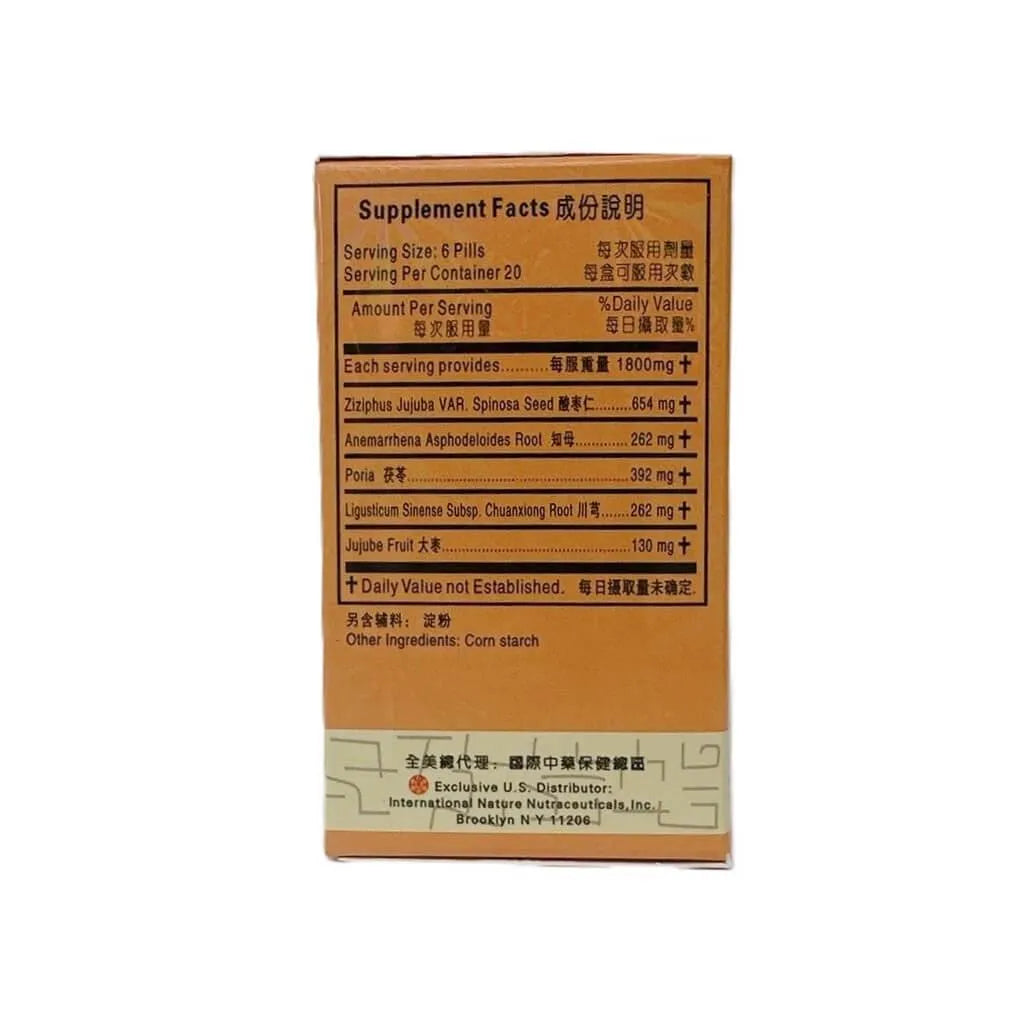 Supplement Facts 成份說明
Serving Size: 6 Pills 每次服用劑量
Serving Per Container 20 每盒可服用次數
Amount Per Serving %Daily Value
每次服用量 每日攝取量%
Each serving provides..........每服重量 1800mg †
Ziziphus Jujuba VAR. Spinosa Seed 酸枣仁.........654 mg †
Anemarrhena Asphodeloides Root 知母.............262 mg †
Poria 茯苓......................................................392 mg †
Ligusticum Sinense Subsp. Chuanxiong Root 川芎.......262 mg †
Jujube Fruit 大枣.............................................130 mg †
† Daily Value not Established. 每日摄取量未确定.
另含辅料： 淀粉
Other Ingredients: Corn starch
全美總代理：國際中藥保健總匯
Exclusive U.S. Distributor:
International Nature Nutraceuticals,Inc.
Brooklyn N Y 11206